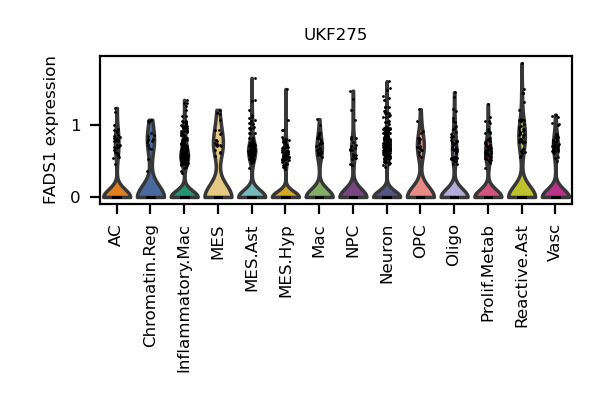 UKF275
FADS1 expression
1
0
AC
Chromatin.Reg
Inflammatory.Mac
MES
MES.Ast
MES.Hyp
Mac
NPC
Neuron
OPC
Oligo
Prolif.Metab
Reactive.Ast
Vasc